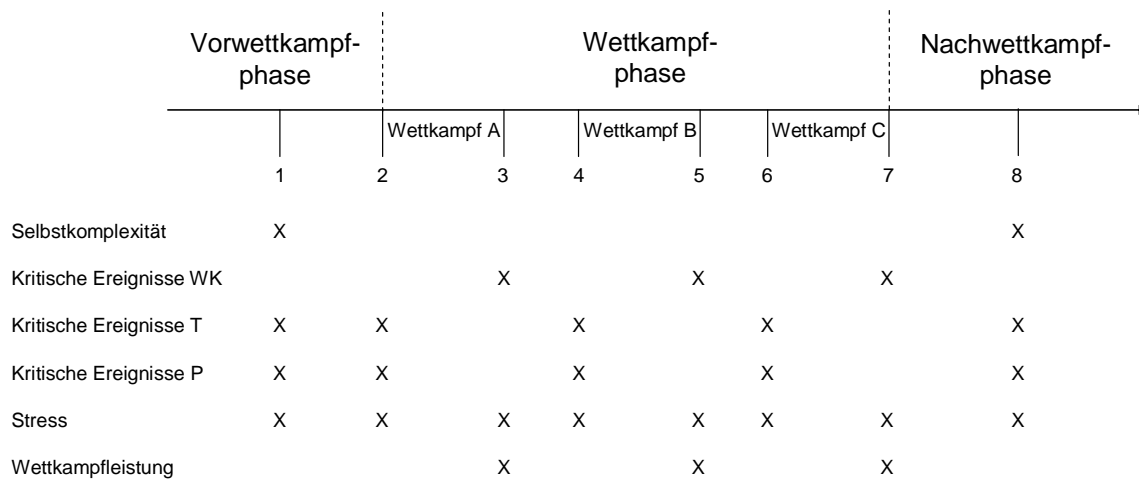 Vorwettkampf-
phase
Wettkampf-
phase
Nachwettkampf-
phase
Wettkampf A
Wettkampf B
Wettkampf C
1 2 3 4 5 6 7 8
Selbstkomplexität X X
Kritische Ereignisse WK X X X
Kritische Ereignisse T X X X X X
Kritische Ereignisse P X X X X X
Stress X X X X X X X X
Wettkampfleistung X X X